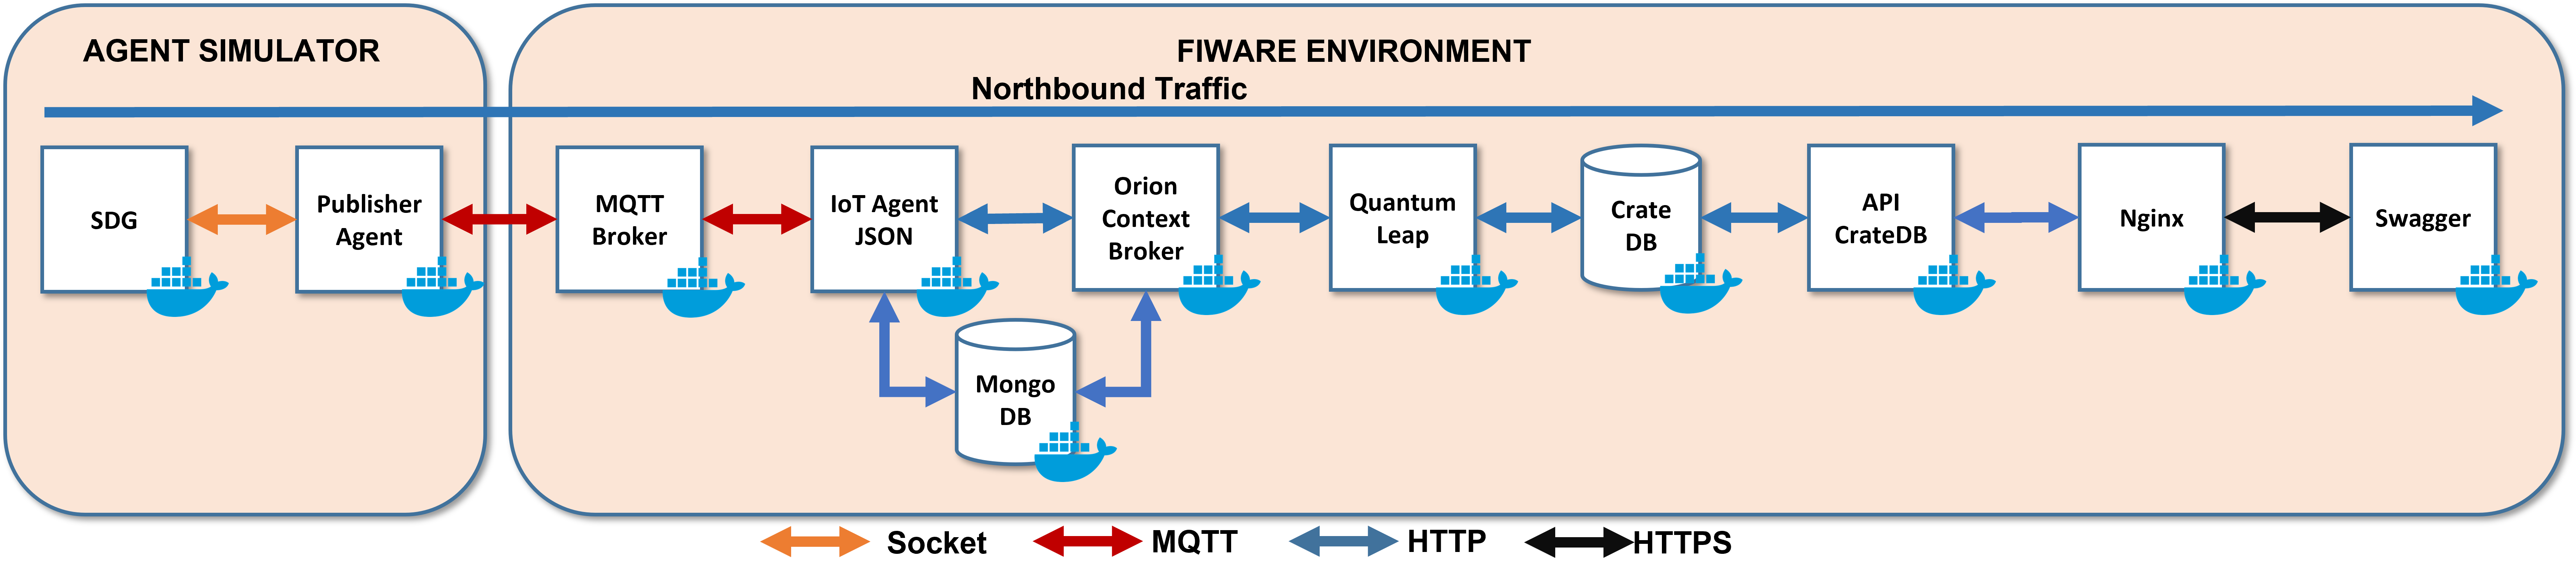 AGENT SIMULATOR
FIWARE ENVIRONMENT
Northbound Traffic
SDG
Publisher
Agent
MQTT
Broker
IoT Agent
JSON
Orion
Context
Broker
Quantum
Leap
Crate
DB
API
CrateDB
Nginx
Swagger
Mongo
DB
Socket
MQTT
HTTP
HTTPS